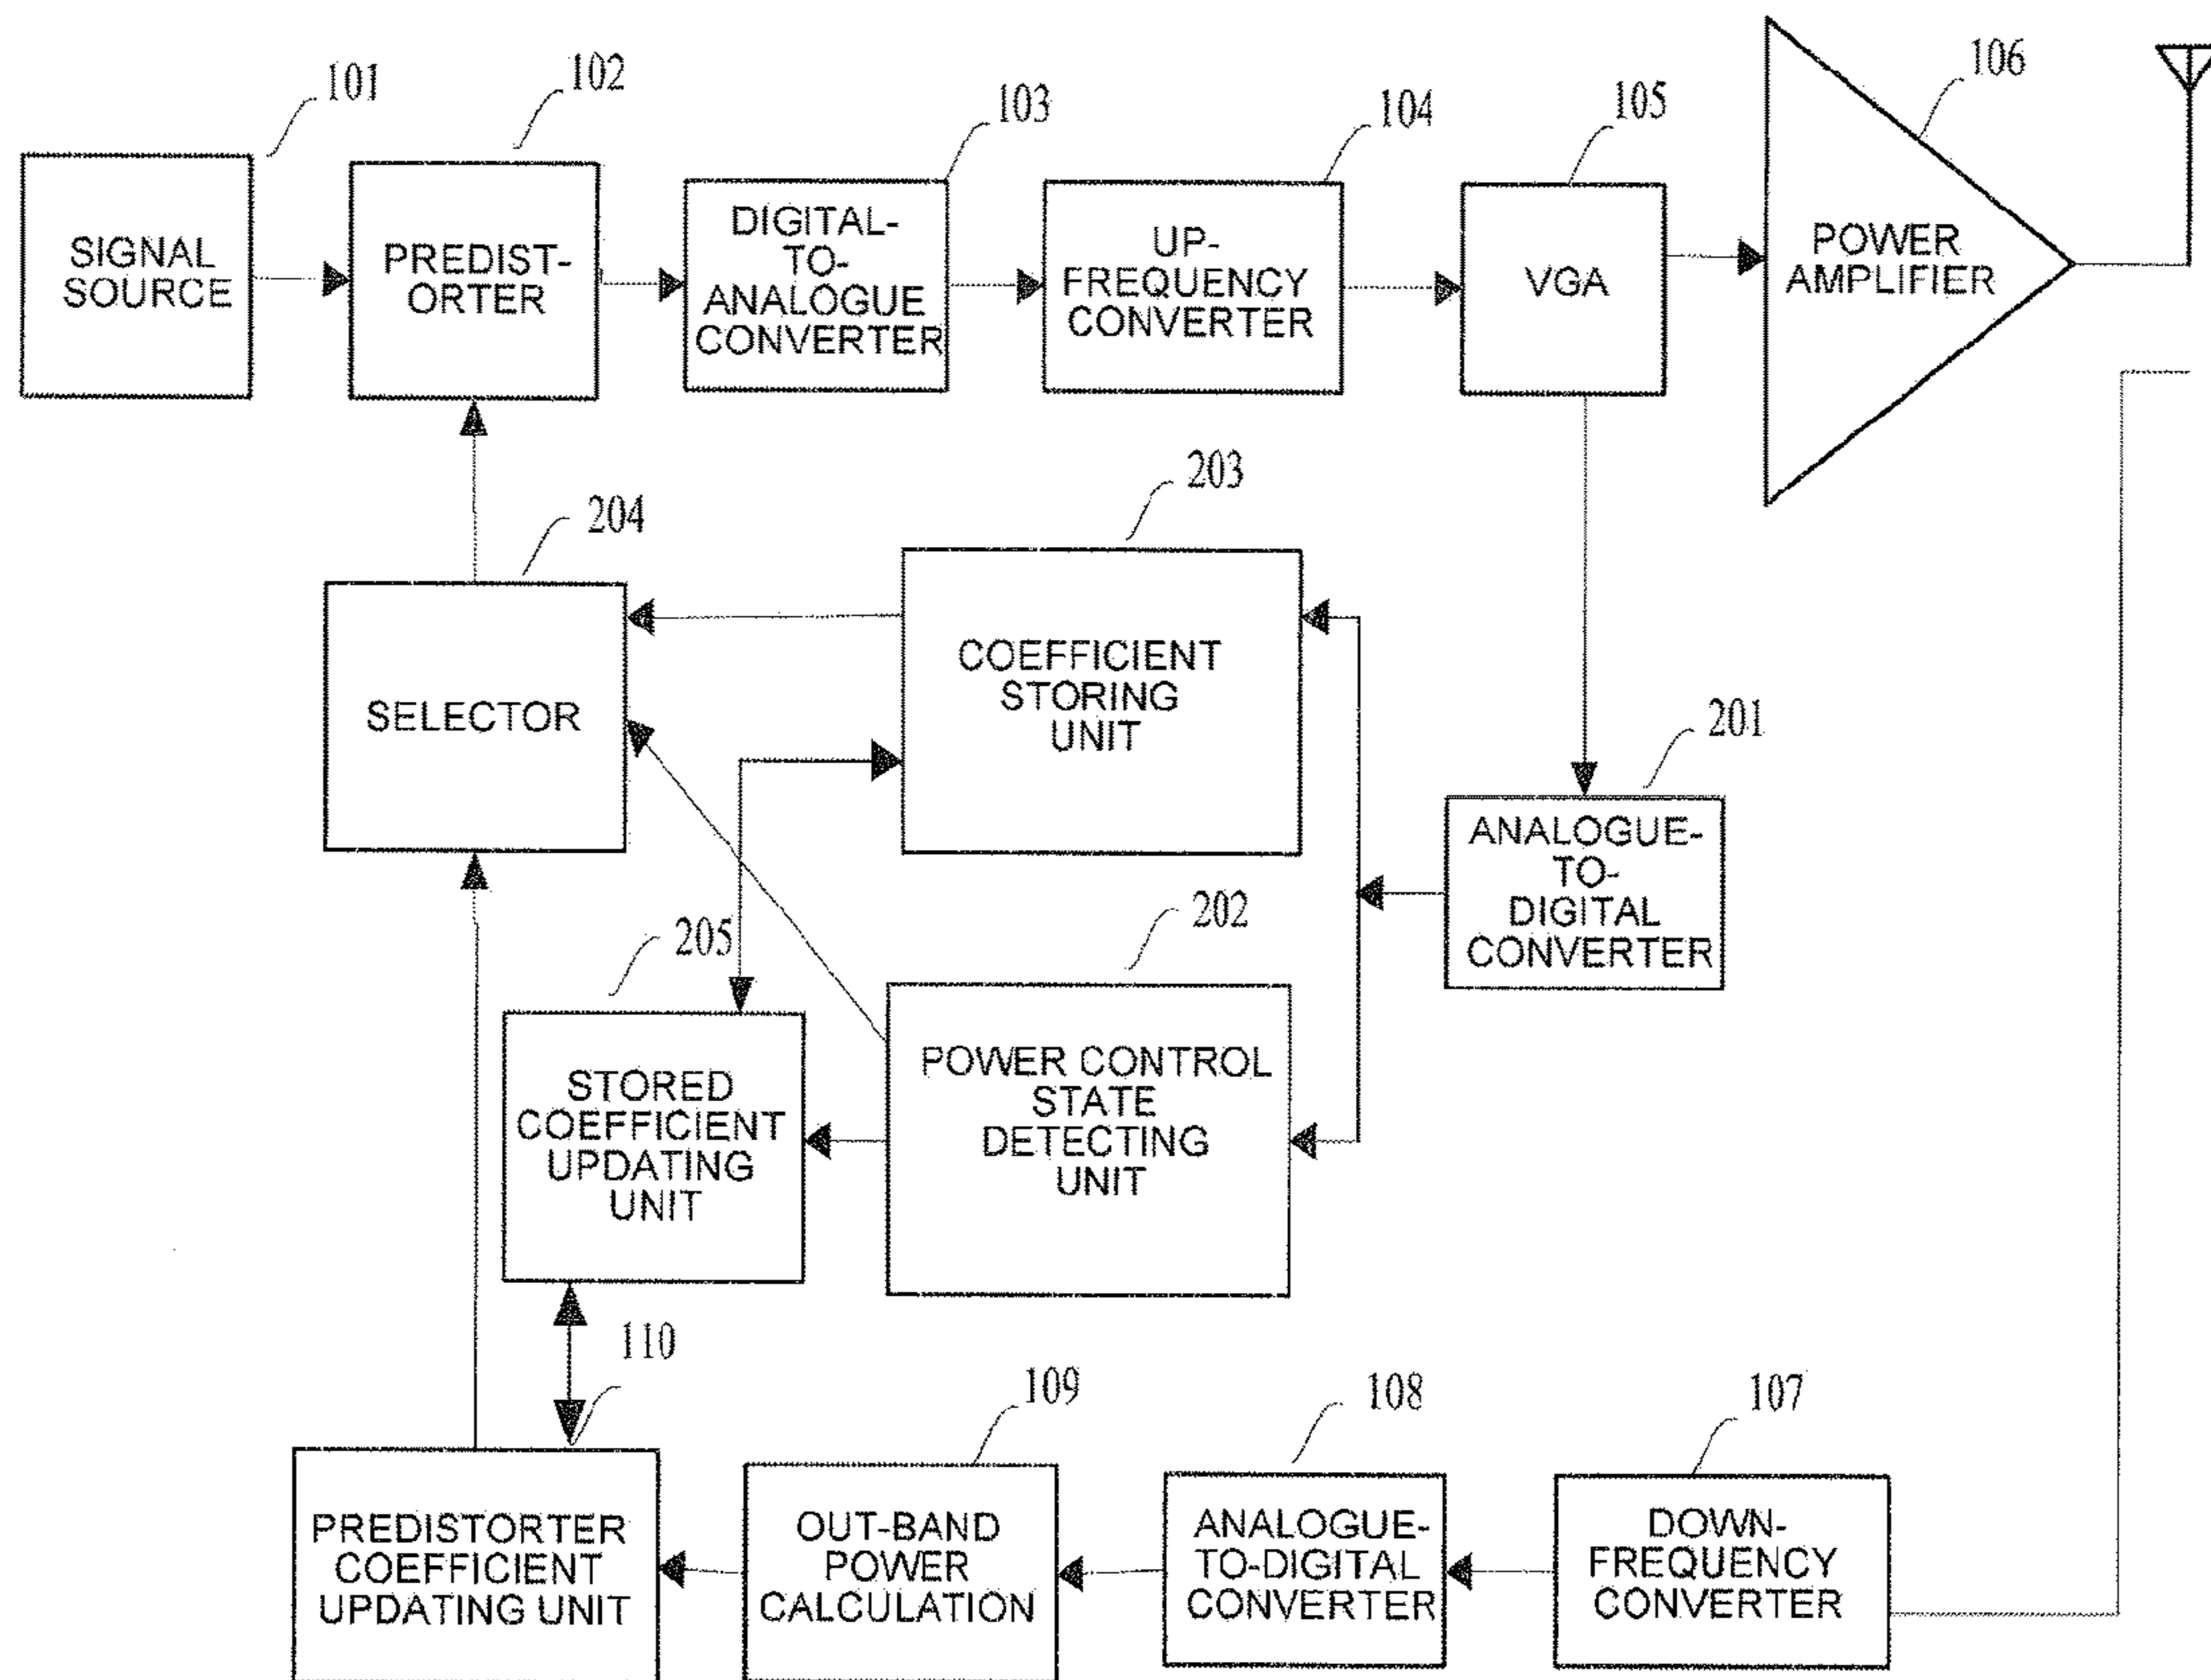 101
102
103
104
105
106
SIGNAL
SOURCE
PREDIST-
ORTER
DIGITAL-
TO-
ANALOGUE
CONVERTER
UP-
FREQUENCY
CONVERTER
VGA
POWER
AMPLIFIER
204
203
SELECTOR
COEFFICIENT
STORING
UNIT
201
ANALOGUE-
TO-
DIGITAL
CONVERTER
205
202
STORED
COEFFICIENT
UPDATING
UNIT
POWER CONTROL
STATE
DETECTING
UNIT
110
109
108
107
PREDISTORTER
COEFFICIENT
UPDATING UNIT
OUT-BAND
POWER
CALCULATION
ANALOGUE-
TO-DIGITAL
CONVERTER
DOWN-
FREQUENCY
CONVERTER